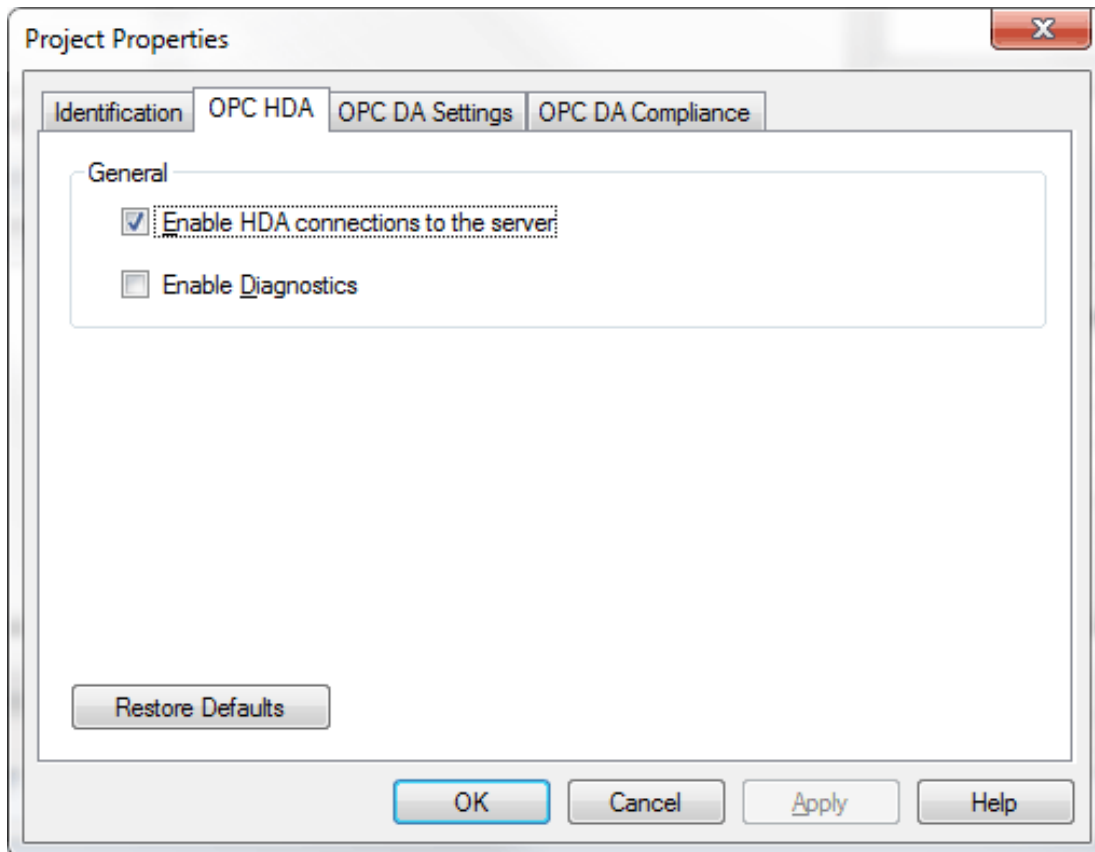 Project Properties
Identification OPC HDA OPC DA Settings OPC DA Compliance
General
Enable HDA connections to the server
Enable Diagnostics
Restore Defaults
OK Cancel Apply Help